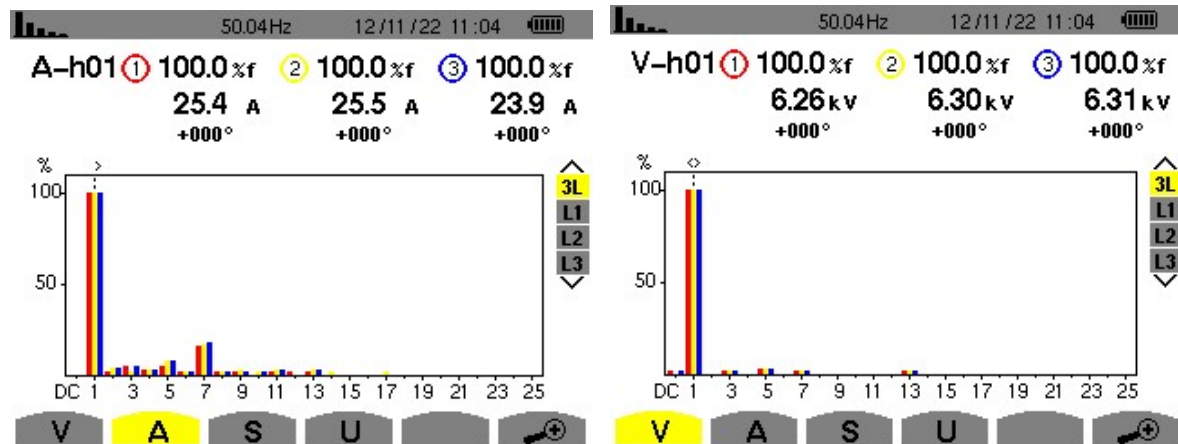 50.04Hz 12/11/22 11:04
A-h01 1 100.0 %f 2 100.0 %f 3 100.0 %f
25.4 A 25.5 A 23.9 A
+000° +000° +000°
%
100
50
DC 1 3 5 7 9 11 13 15 17 19 21 23 25
3L
L1
L2
L3
V A S U
50.04Hz 12/11/22 11:04
V-h01 1 100.0 %f 2 100.0 %f 3 100.0 %f
6.26 kV 6.30 kV 6.31 kV
+000° +000° +000°
%
100
50
DC 1 3 5 7 9 11 13 15 17 19 21 23 25
3L
L1
L2
L3
V A S U